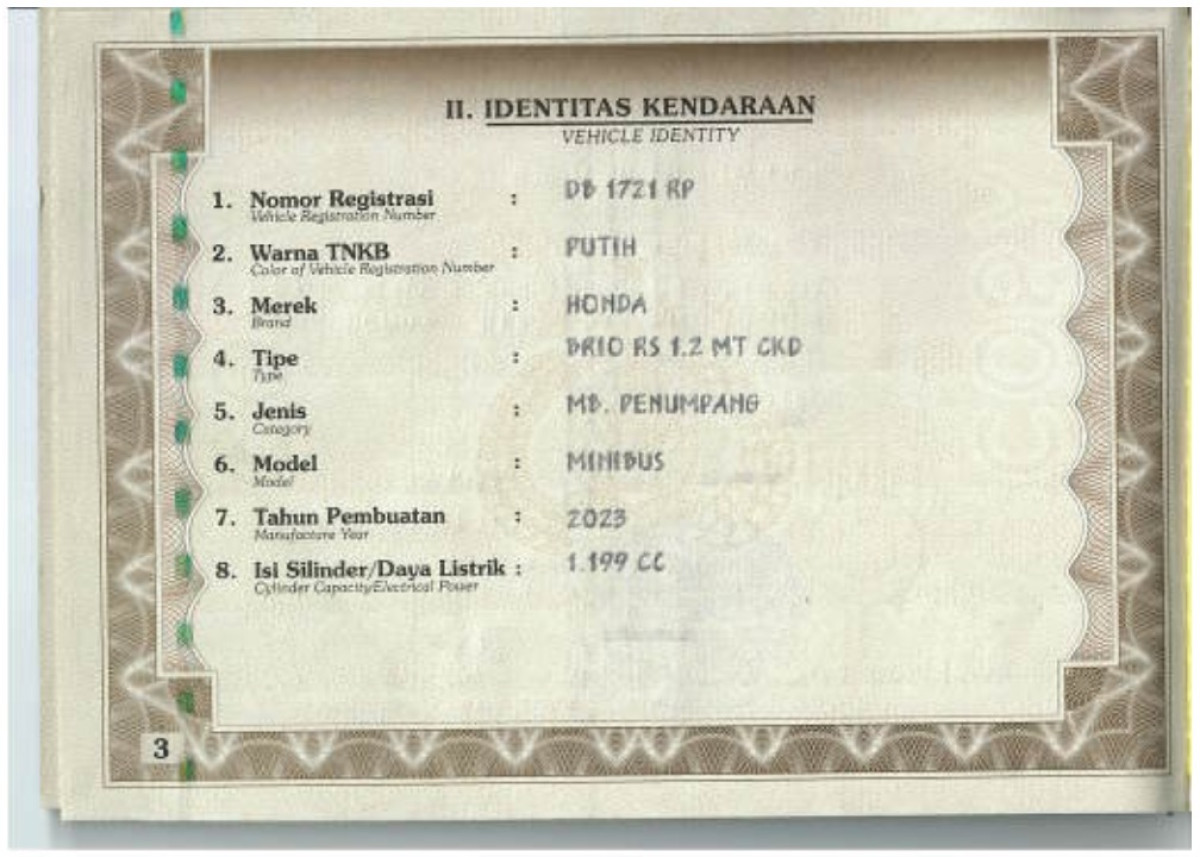 II. IDENTITAS KENDARAAN
VEHICLE IDENTITY
1. Nomor Registrasi : DB 1721 RP
Vehicle Registration Number
2. Warna TNKB : PUTIH
Color of Vehicle Registration Number
3. Merek : HONDA
Brand
4. Tipe : BRIO RS 1.2 MT CKD
Type
5. Jenis : MB. PENUMPANG
Category
6. Model : MINIBUS
Model
7. Tahun Pembuatan : 2023
Manufacture Year
8. Isi Silinder/Daya Listrik : 1.199 CC
Cylinder Capacity/Electrical Power
3